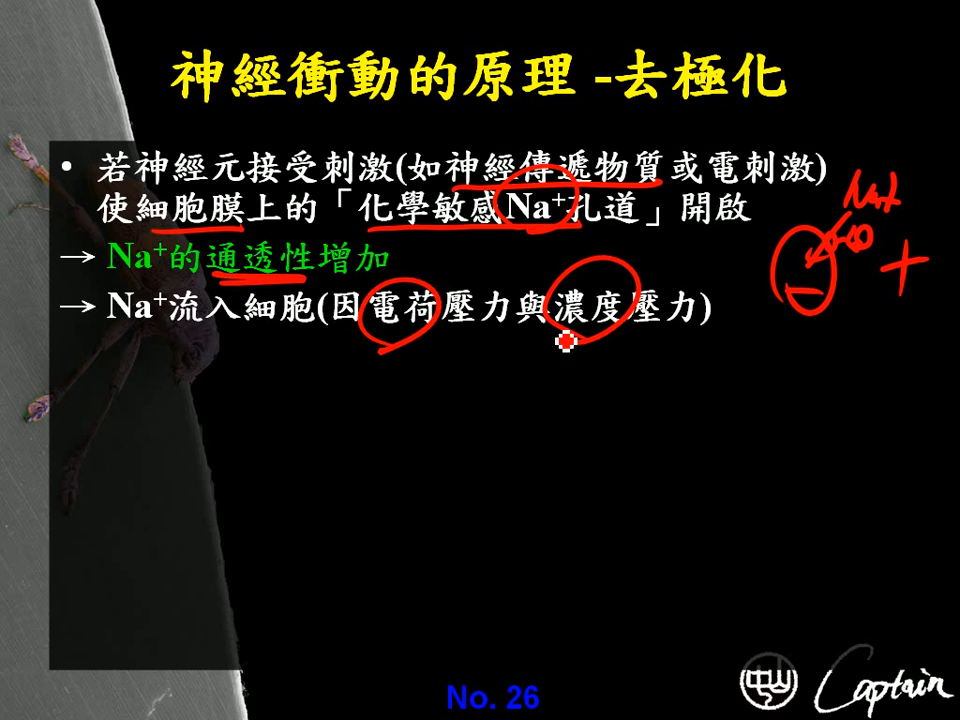 神經衝動的原理 -去極化
• 若神經元接受刺激(如神經傳遞物質或電刺激)
使細胞膜上的「化學敏感Na⁺孔道」開啟
→ Na⁺的通透性增加
→ Na⁺流入細胞(因電荷壓力與濃度壓力)
Na+
+
−
No. 26
Captain